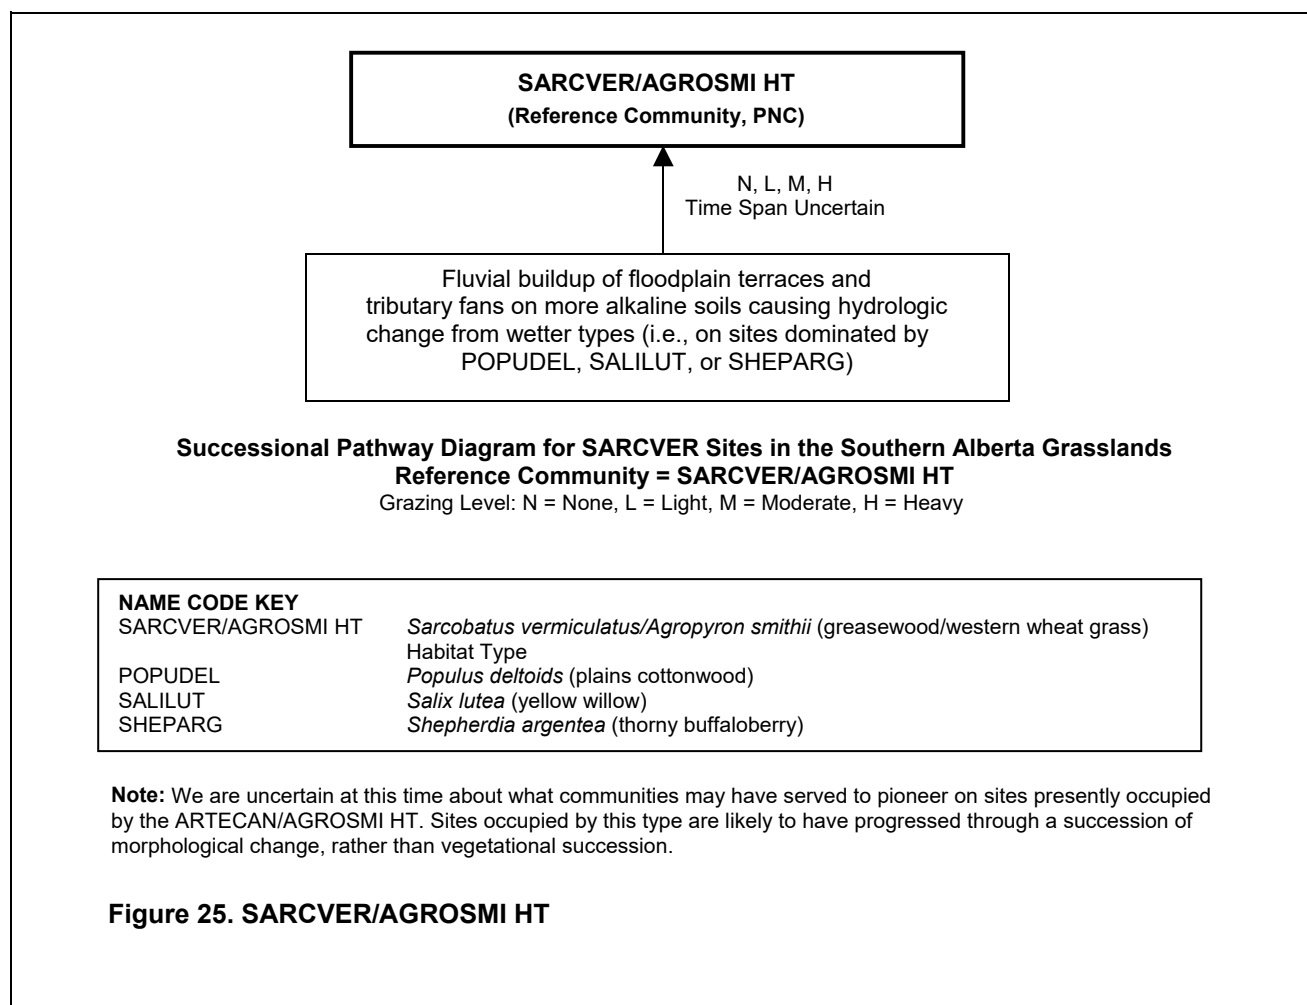 SARCVER/AGROSMI HT
(Reference Community, PNC)
N, L, M, H
Time Span Uncertain
Fluvial buildup of floodplain terraces and
tributary fans on more alkaline soils causing hydrologic
change from wetter types (i.e., on sites dominated by
POPUDEL, SALILUT, or SHEPARG)
Successional Pathway Diagram for SARCVER Sites in the Southern Alberta Grasslands
Reference Community = SARCVER/AGROSMI HT
Grazing Level: N = None, L = Light, M = Moderate, H = Heavy
NAME CODE KEY
SARCVER/AGROSMI HT Sarcobatus vermiculatus/Agropyron smithii (greasewood/western wheat grass)
Habitat Type
POPUDEL Populus deltoids (plains cottonwood)
SALILUT Salix lutea (yellow willow)
SHEPARG Shepherdia argentea (thorny buffaloberry)
Note: We are uncertain at this time about what communities may have served to pioneer on sites presently occupied
by the ARTECAN/AGROSMI HT. Sites occupied by this type are likely to have progressed through a succession of
morphological change, rather than vegetational succession.
Figure 25. SARCVER/AGROSMI HT